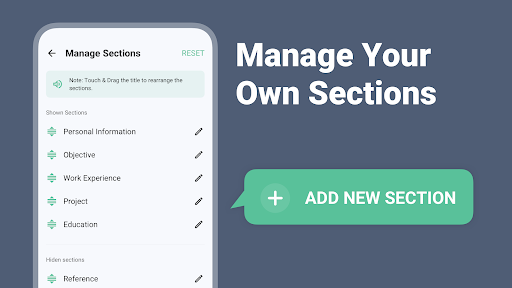 Manage Sections
RESET
Note: Touch & Drag the title to rearrange the
sections.
Shown Sections
Personal Information
Objective
Work Experience
Project
Education
Hiden sections
Reference
Manage Your
Own Sections
ADD NEW SECTION